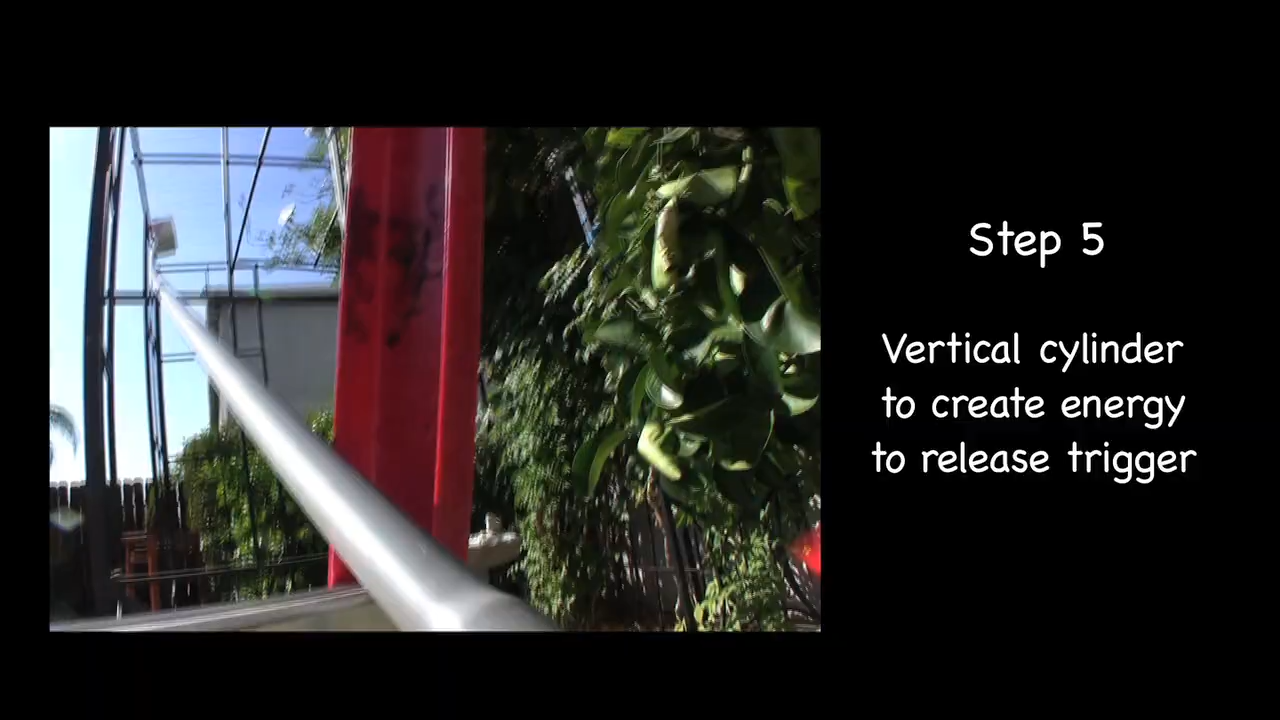 Step 5
Vertical cylinder
to create energy
to release trigger